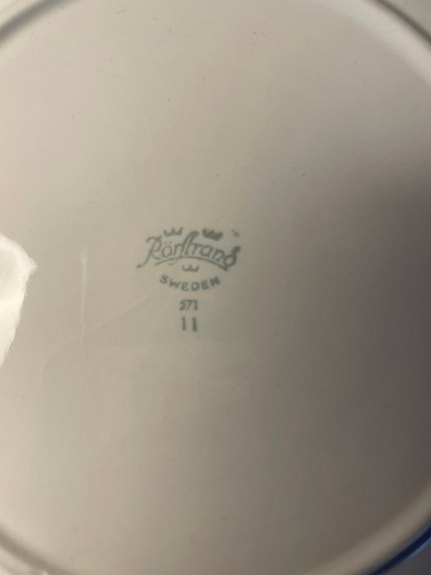 Rörstrand
SWEDEN
571
11